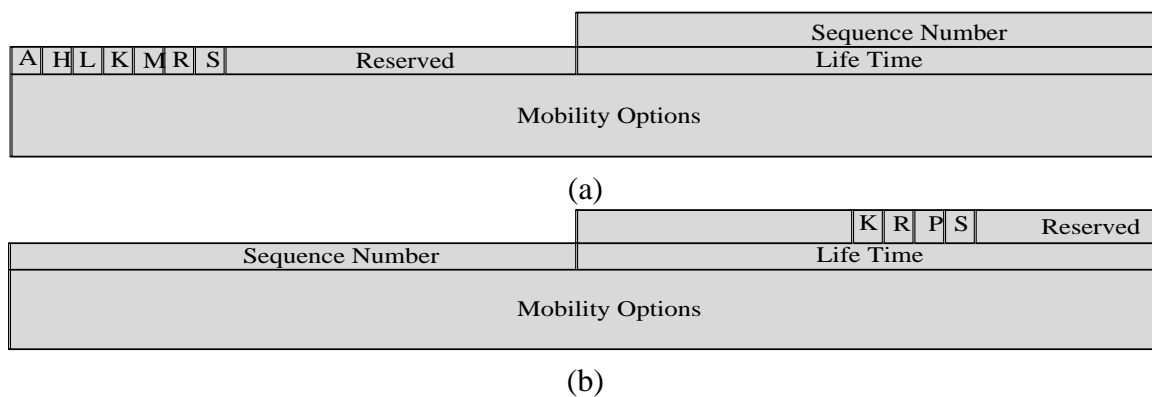 Sequence Number
A H L K M R S Reserved Life Time
Mobility Options
(a)
K R P S Reserved
Sequence Number Life Time
Mobility Options
(b)